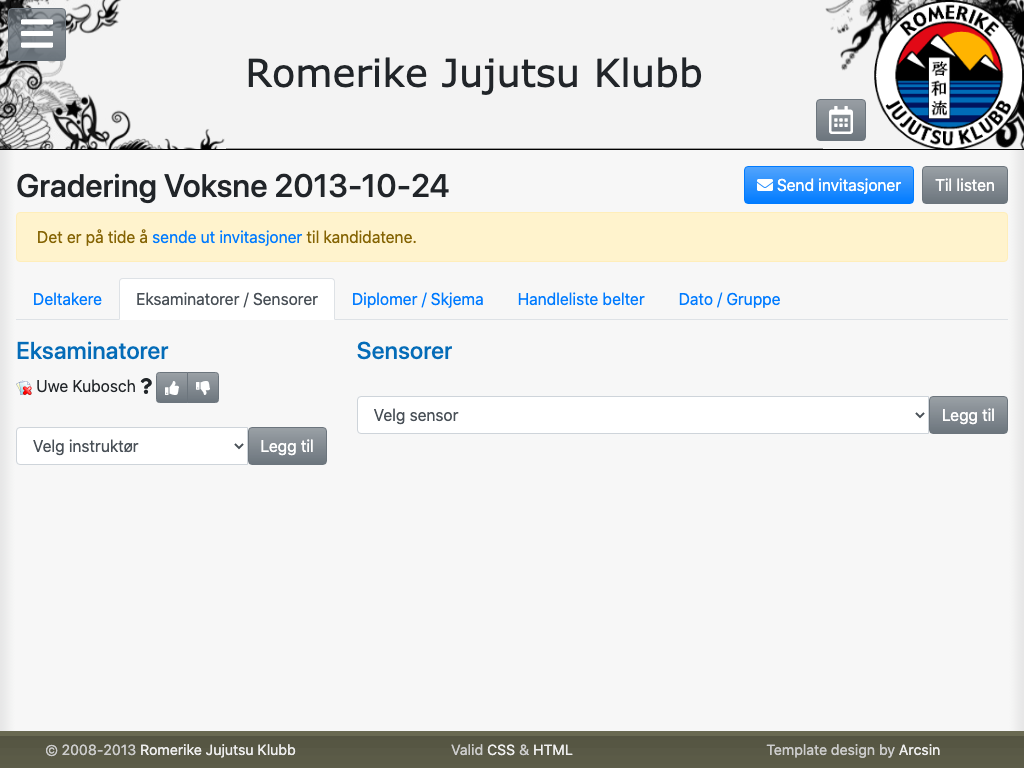 Romerike Jujutsu Klubb
ROMERIKE
啓和流
JUJUTSU KLUBB
Gradering Voksne 2013-10-24
Send invitasjoner
Til listen
Det er på tide å sende ut invitasjoner til kandidatene.
Deltakere
Eksaminatorer / Sensorer
Diplomer / Skjema
Handleliste belter
Dato / Gruppe
Eksaminatorer
Uwe Kubosch ?
Velg instruktør
Legg til
Sensorer
Velg sensor
Legg til
© 2008-2013 Romerike Jujutsu Klubb
Valid CSS & HTML
Template design by Arcsin